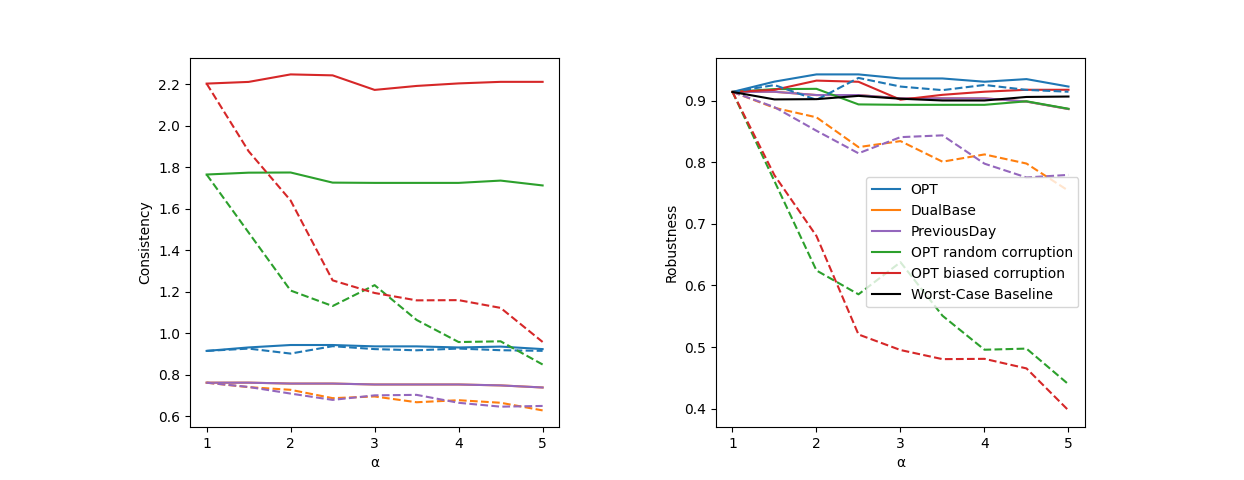 2.2
2.0
1.8
1.6
1.4
1.2
1.0
0.8
0.6
Consistency
1
2
3
4
5
α
0.9
0.8
0.7
0.6
0.5
0.4
Robustness
1
2
3
4
5
α
OPT
DualBase
PreviousDay
OPT random corruption
OPT biased corruption
Worst-Case Baseline